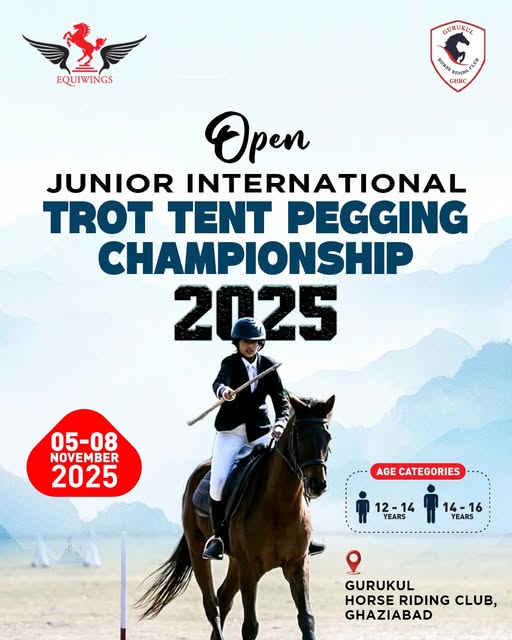 EQUIWINGS
GURUKUL
HORSE RIDING CLUB
GHRC
Open
JUNIOR INTERNATIONAL
TROT TENT PEGGING
CHAMPIONSHIP
2025
05-08
NOVEMBER
2025
AGE CATEGORIES
12 - 14
YEARS
14 - 16
YEARS
GURUKUL
HORSE RIDING CLUB,
GHAZIABAD